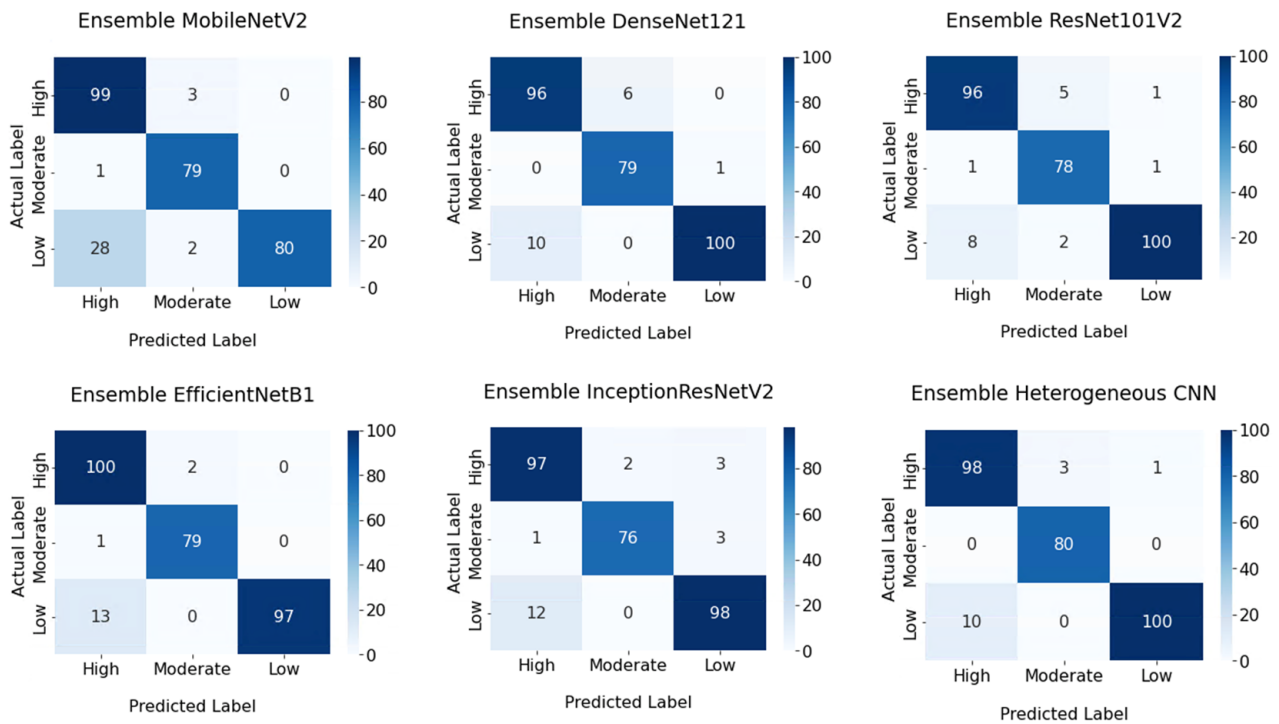 Ensemble MobileNetV2
Actual Label
High
Moderate
Low
99 3 0
1 79 0
28 2 80
80
60
40
20
0
High Moderate Low
Predicted Label
Ensemble DenseNet121
Actual Label
High
Moderate
Low
96 6 0
0 79 1
10 0 100
100
80
60
40
20
0
High Moderate Low
Predicted Label
Ensemble ResNet101V2
Actual Label
High
Moderate
Low
96 5 1
1 78 1
8 2 100
100
80
60
40
20
High Moderate Low
Predicted Label
Ensemble EfficientNetB1
Actual Label
High
Moderate
Low
100 2 0
1 79 0
13 0 97
100
80
60
40
20
0
High Moderate Low
Predicted Label
Ensemble InceptionResNetV2
Actual Label
High
Moderate
Low
97 2 3
1 76 3
12 0 98
80
60
40
20
0
High Moderate Low
Predicted Label
Ensemble Heterogeneous CNN
Actual Label
High
Moderate
Low
98 3 1
0 80 0
10 0 100
100
80
60
40
20
0
High Moderate Low
Predicted Label